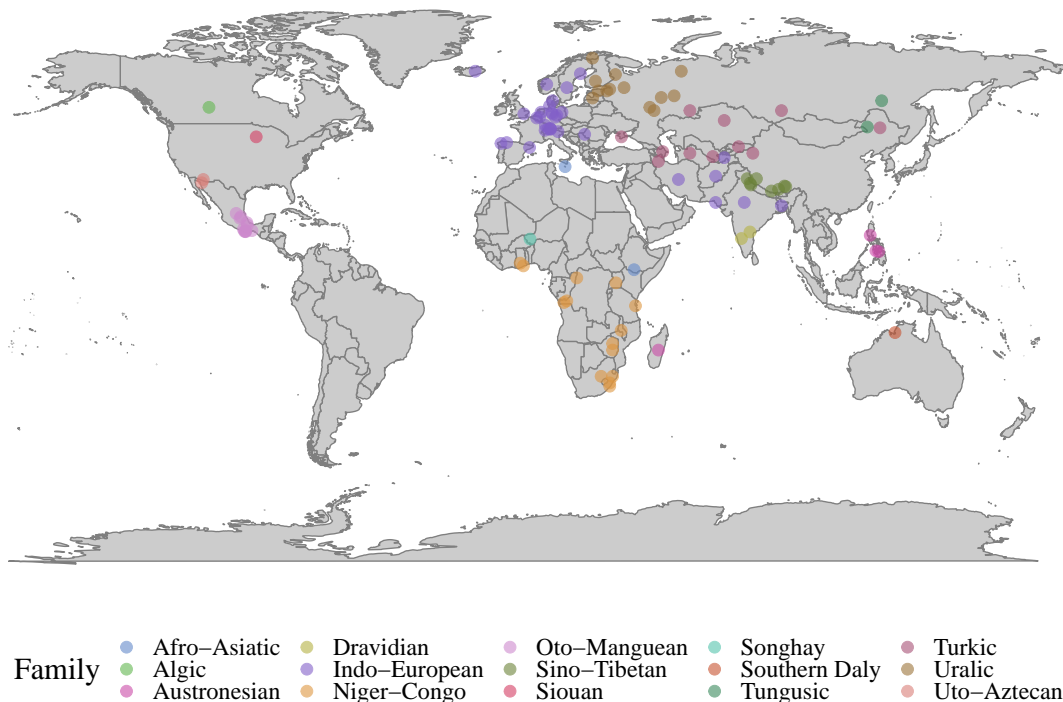 Family
Afro−Asiatic
Algic
Austronesian
Dravidian
Indo−European
Niger−Congo
Oto−Manguean
Sino−Tibetan
Siouan
Songhay
Southern Daly
Tungusic
Turkic
Uralic
Uto−Aztecan